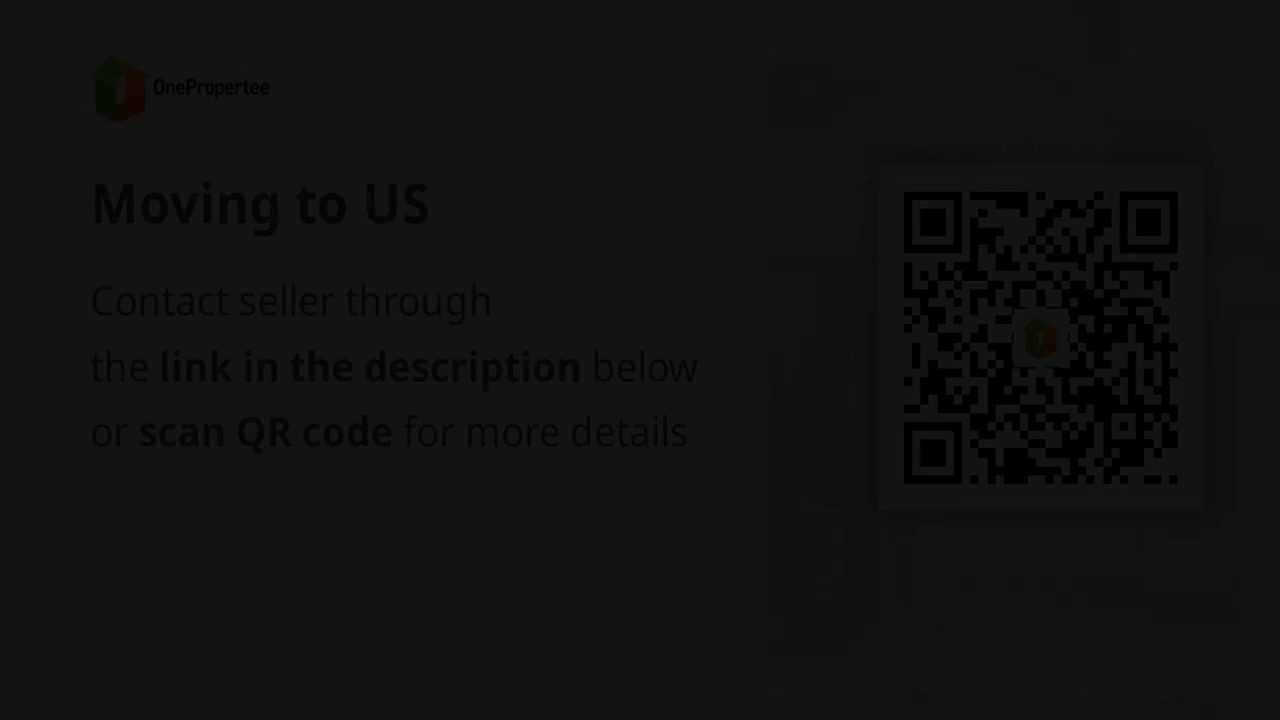 OnePropertee
Moving to US
Contact seller through
the link in the description below
or scan QR code for more details